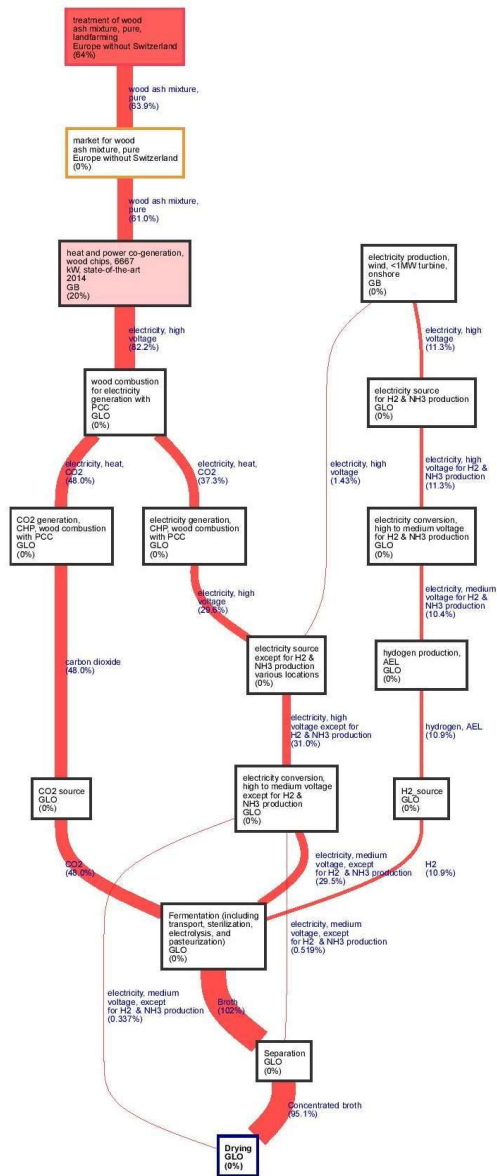 treatment of wood
ash mixture, pure,
landfarming
Europe without Switzerland
(64%)
wood ash mixture,
pure
(63.9%)
market for wood
ash mixture, pure
Europe without Switzerland
(0%)
wood ash mixture,
pure
(61.0%)
heat and power co-generation,
wood chips, 6667
kW, state-of-the-art
2014
GB
(20%)
electricity production,
wind, <1MW turbine,
onshore
GB
(0%)
electricity, high
voltage
(82.2%)
electricity, high
voltage
(11.3%)
wood combustion
for electricity
generation with
PCC
GLO
(0%)
electricity source
for H2 & NH3 production
GLO
(0%)
electricity, heat,
CO2
(48.0%)
electricity, heat,
CO2
(37.3%)
electricity, high
voltage
(1.43%)
electricity, high
voltage for H2 &
NH3 production
(11.3%)
CO2 generation,
CHP, wood combustion
with PCC
GLO
(0%)
electricity generation,
CHP, wood combustion
with PCC
GLO
(0%)
electricity conversion,
high to medium voltage
for H2 & NH3 production
GLO
(0%)
electricity, high
voltage
(29.6%)
electricity, medium
voltage for H2 &
NH3 production
(10.4%)
carbon dioxide
(48.0%)
electricity source
except for H2 &
NH3 production
various locations
(0%)
hydrogen production,
AEL
GLO
(0%)
electricity, high
voltage except for
H2 & NH3 production
(31.0%)
hydrogen, AEL
(10.9%)
CO2 source
GLO
(0%)
electricity conversion,
high to medium voltage
except for H2 &
NH3 production
GLO
(0%)
H2_source
GLO
(0%)
CO2
(48.0%)
electricity, medium
voltage, except
for H2 & NH3 production
(29.5%)
H2
(10.9%)
Fermentation (including
transport, sterilization,
electrolysis, and
pasteurization)
GLO
(0%)
electricity, medium
voltage, except
for H2 & NH3 production
(0.519%)
electricity, medium
voltage, except
for H2 & NH3 production
(0.337%)
Broth
(102%)
Separation
GLO
(0%)
Concentrated broth
(95.1%)
Drying
GLO
(0%)